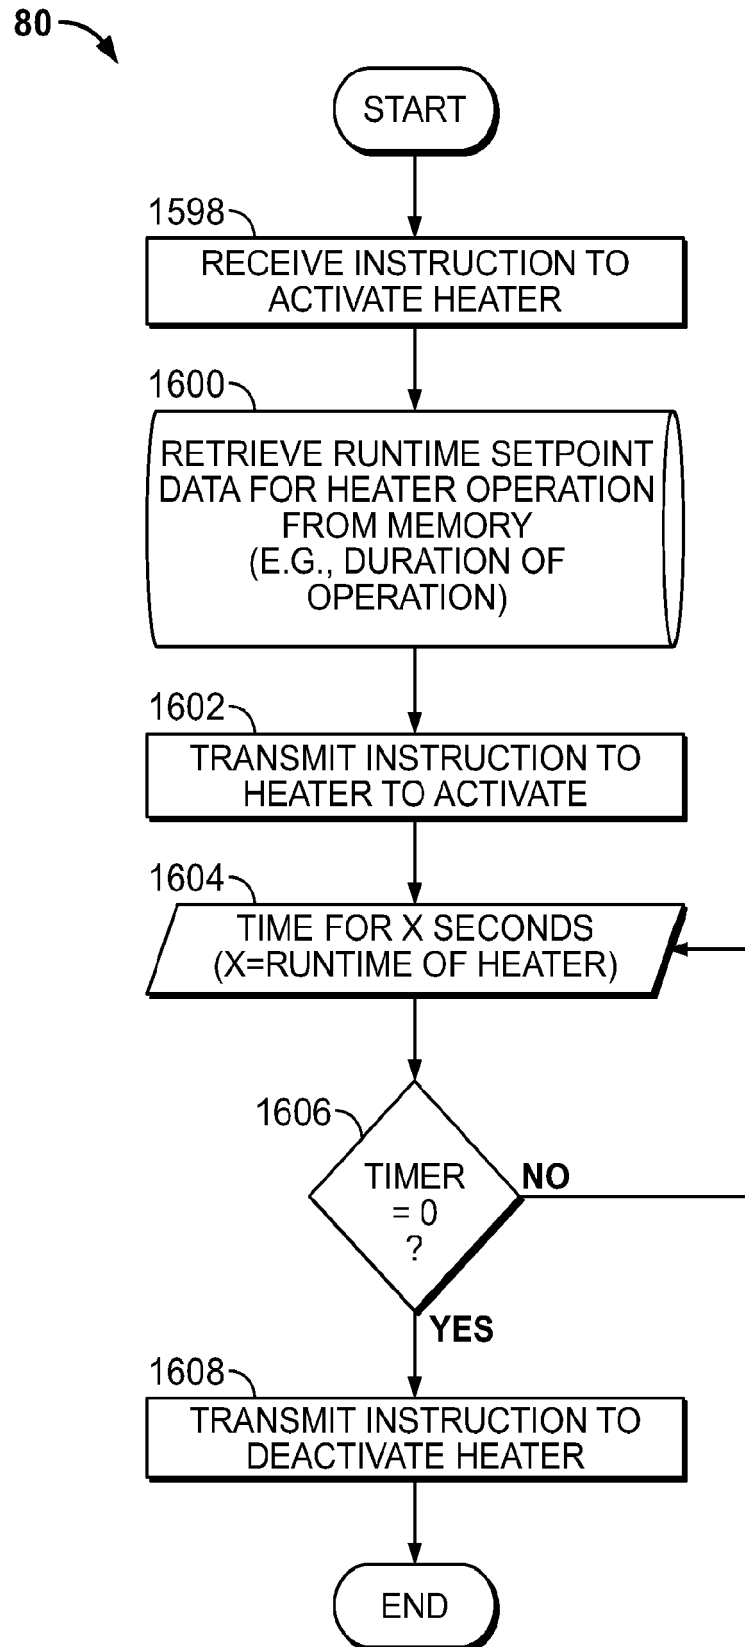 80
START
1598
RECEIVE INSTRUCTION TO
ACTIVATE HEATER
1600
RETRIEVE RUNTIME SETPOINT
DATA FOR HEATER OPERATION
FROM MEMORY
(E.G., DURATION OF
OPERATION)
1602
TRANSMIT INSTRUCTION TO
HEATER TO ACTIVATE
1604
TIME FOR X SECONDS
(X=RUNTIME OF HEATER)
1606
TIMER
= 0
?
NO
YES
1608
TRANSMIT INSTRUCTION TO
DEACTIVATE HEATER
END